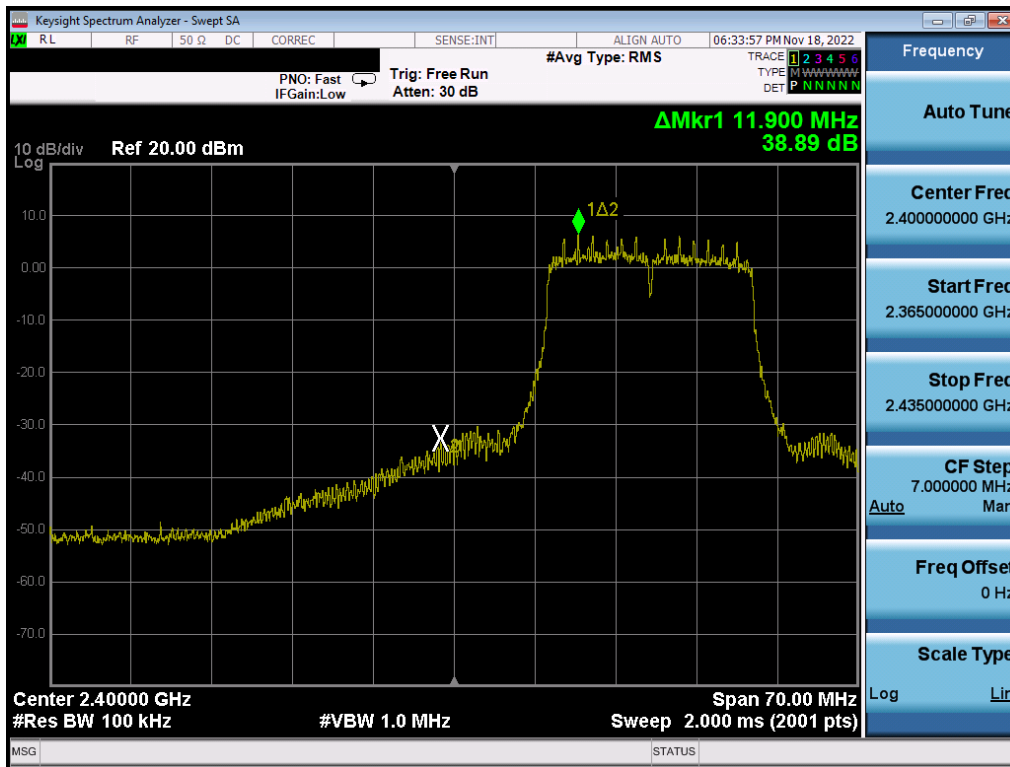 Keysight Spectrum Analyzer - Swept SA
LXI RL RF 50 Ω DC CORREC SENSE:INT ALIGN AUTO 06:33:57 PM Nov 18, 2022
PNO: Fast
IFGain:Low
Trig: Free Run
Atten: 30 dB
#Avg Type: RMS
TRACE 1 2 3 4 5 6
TYPE M WWWWWWW
DET P N N N N N
ΔMkr1 11.900 MHz
38.89 dB
10 dB/div Ref 20.00 dBm
Log
1Δ2
10.0
0.00
-10.0
-20.0
-30.0
-40.0
-50.0
-60.0
-70.0
Center 2.40000 GHz Span 70.00 MHz
#Res BW 100 kHz #VBW 1.0 MHz Sweep 2.000 ms (2001 pts)
MSG STATUS
Frequency
Auto Tune
Center Freq
2.400000000 GHz
Start Freq
2.365000000 GHz
Stop Freq
2.435000000 GHz
CF Step
7.000000 MHz
Auto Man
Freq Offset
0 Hz
Scale Type
Log Lin